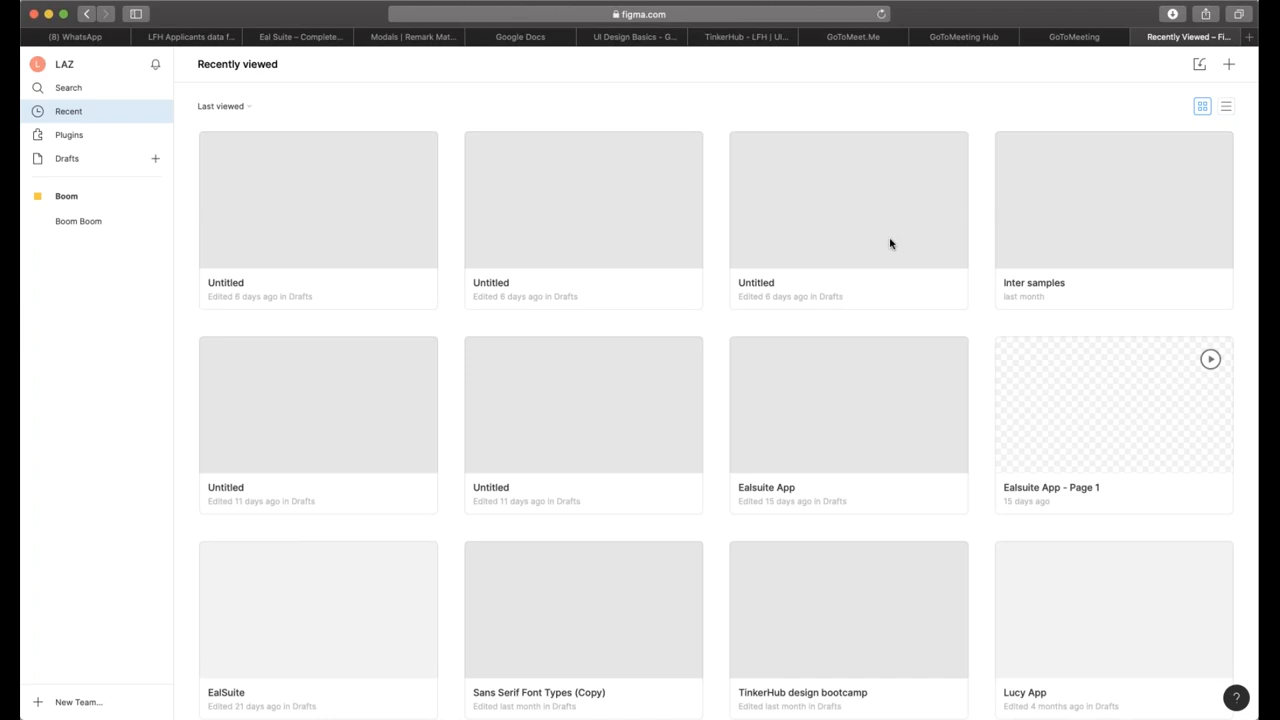 figma.com
(8) WhatsApp
LFH Applicants data f...
Eal Suite – Complete...
Modals | Remark Mat...
Google Docs
UI Design Basics - G...
TinkerHub - LFH | UI...
GoToMeet.Me
GoToMeeting Hub
GoToMeeting
Recently Viewed – Fi...
L
LAZ
Recently viewed
Search
Recent
Last viewed
Plugins
Drafts
Boom
Boom Boom
Untitled
Edited 6 days ago in Drafts
Untitled
Edited 6 days ago in Drafts
Untitled
Edited 6 days ago in Drafts
Inter samples
last month
Untitled
Edited 11 days ago in Drafts
Untitled
Edited 11 days ago in Drafts
Ealsuite App
Edited 15 days ago in Drafts
Ealsuite App - Page 1
15 days ago
EalSuite
Edited 21 days ago in Drafts
Sans Serif Font Types (Copy)
Edited last month in Drafts
TinkerHub design bootcamp
Edited last month in Drafts
Lucy App
Edited 4 months ago in Drafts
New Team...
?